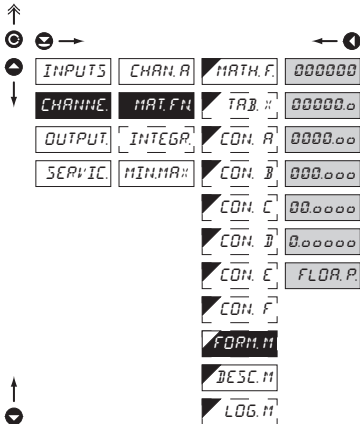 INPUTS CHAN. A MATH. F. 000000
CHANNE. MAT. FN. TAB. X 00000.0
OUTPUT. INTEGR. CON. A 0000.00
SERVIC. MIN.MAX CON. B 000.000
CON. C 00.0000
CON. D 0.00000
CON. E FLOA. P.
CON. F
FORM. M
DESC. M
LOG. M